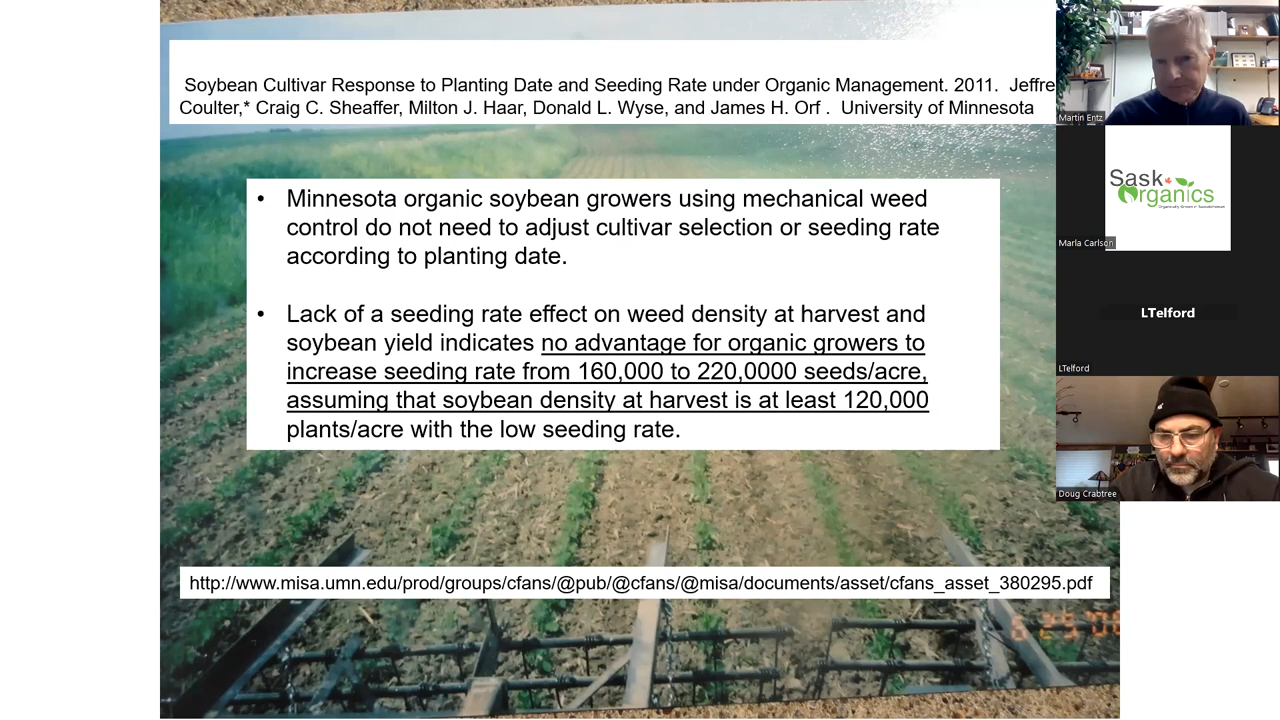 Soybean Cultivar Response to Planting Date and Seeding Rate under Organic Management. 2011. Jeffre
Coulter,* Craig C. Sheaffer, Milton J. Haar, Donald L. Wyse, and James H. Orf . University of Minnesota
• Minnesota organic soybean growers using mechanical weed
control do not need to adjust cultivar selection or seeding rate
according to planting date.
• Lack of a seeding rate effect on weed density at harvest and
soybean yield indicates no advantage for organic growers to
increase seeding rate from 160,000 to 220,0000 seeds/acre,
assuming that soybean density at harvest is at least 120,000
plants/acre with the low seeding rate.
http://www.misa.umn.edu/prod/groups/cfans/@pub/@cfans/@misa/documents/asset/cfans_asset_380295.pdf
Martin Entz
Sask
Organics
Marla Carlson
LTelford
LTelford
Doug Crabtree